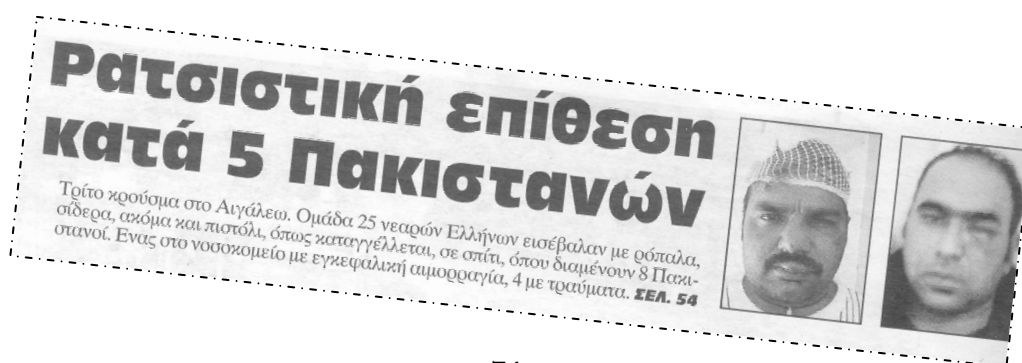 Ρατσιστική επίθεση
κατά 5 Πακιστανών
Τρίτο κρούσμα στο Αιγάλεω. Ομάδα 25 νεαρών Ελλήνων εισέβαλαν με ρόπαλα,
σίδερα, ακόμα και πιστόλι, όπως καταγγέλλεται, σε σπίτι, όπου διαμένουν 8 Πακι-
στανοί. Ενας στο νοσοκομείο με εγκεφαλική αιμορραγία, 4 με τραύματα. ΣΕΛ. 54